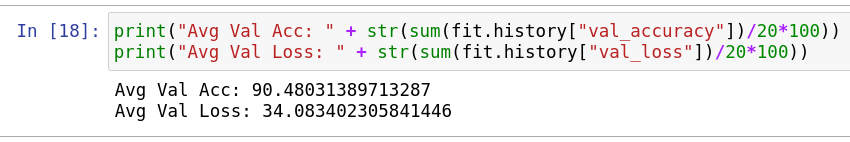 In [18]: print("Avg Val Acc: " + str(sum(fit.history["val_accuracy"])/20*100))
print("Avg Val Loss: " + str(sum(fit.history["val_loss"])/20*100))
Avg Val Acc: 90.48031389713287
Avg Val Loss: 34.083402305841446